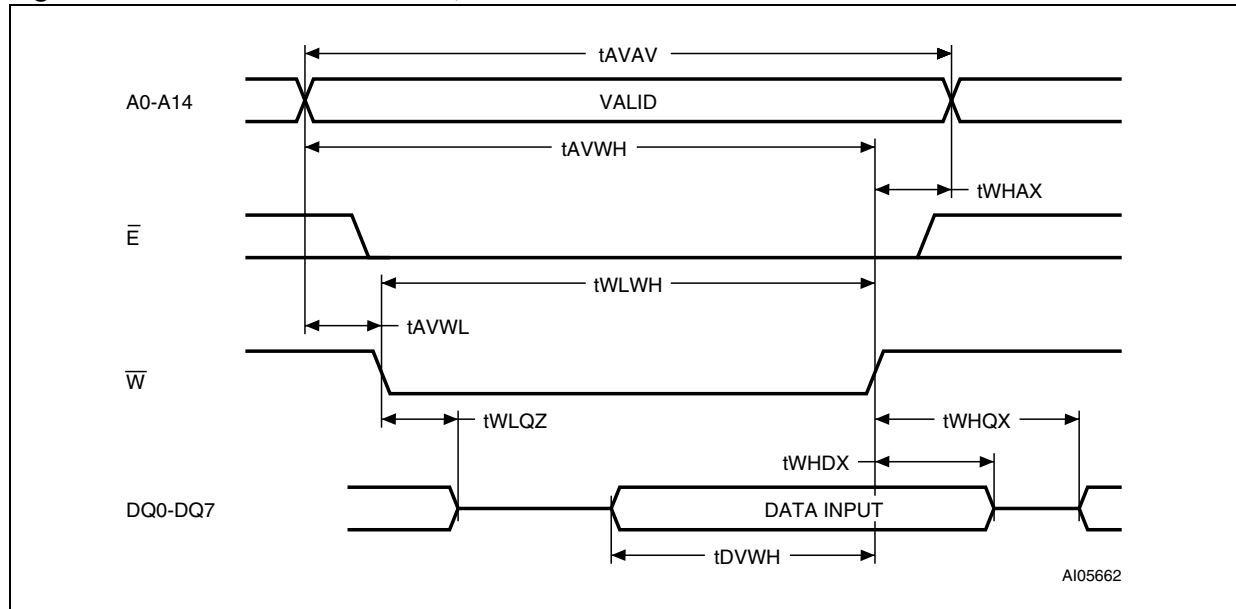 tAVAV
A0-A14
VALID
tAVWH
tWHAX
E̅
tWLWH
tAVWL
W̅
tWLQZ
tWHQX
tWHDX
DQ0-DQ7
DATA INPUT
tDVWH
AI05662